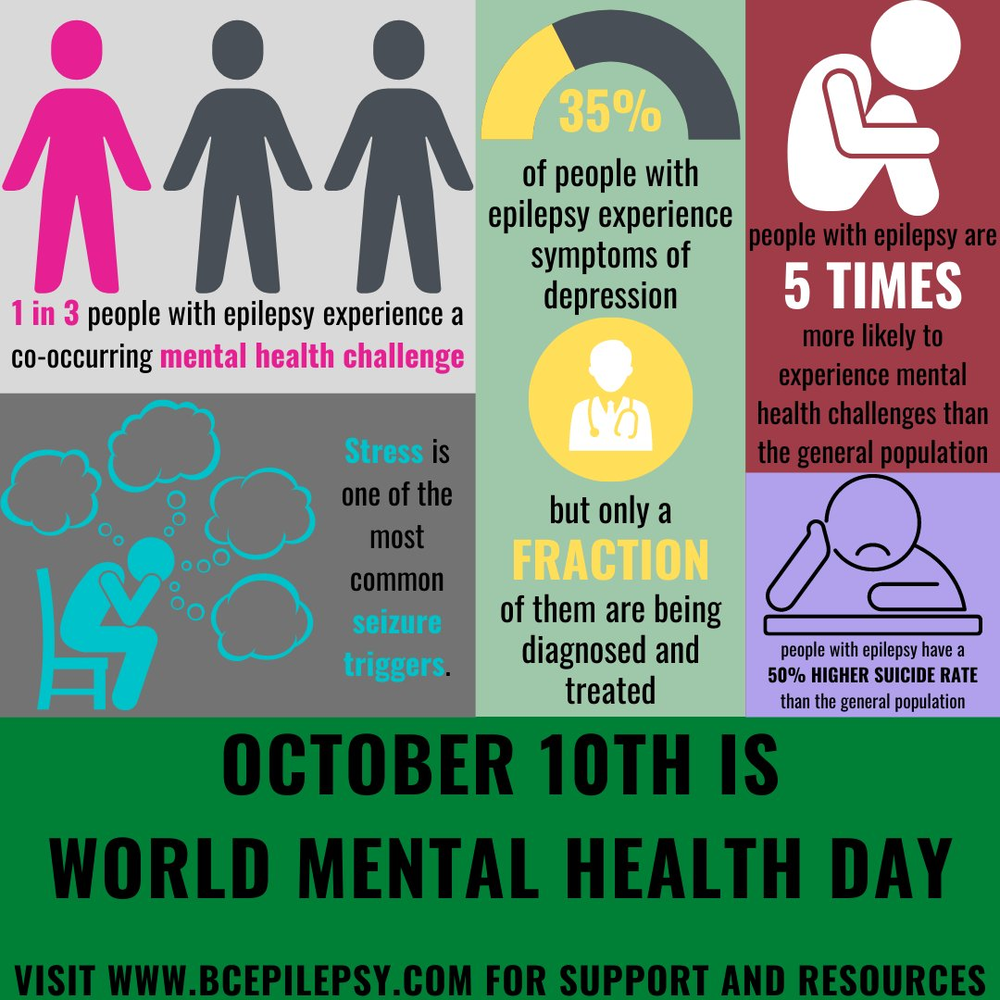 1 in 3 people with epilepsy experience a
co-occurring mental health challenge
35%
of people with
epilepsy experience
symptoms of
depression
but only a
FRACTION
of them are being
diagnosed and
treated
people with epilepsy are
5 TIMES
more likely to
experience mental
health challenges than
the general population
Stress is
one of the
most
common
seizure
triggers.
people with epilepsy have a
50% HIGHER SUICIDE RATE
than the general population
OCTOBER 10TH IS
WORLD MENTAL HEALTH DAY
VISIT WWW.BCEPILEPSY.COM FOR SUPPORT AND RESOURCES